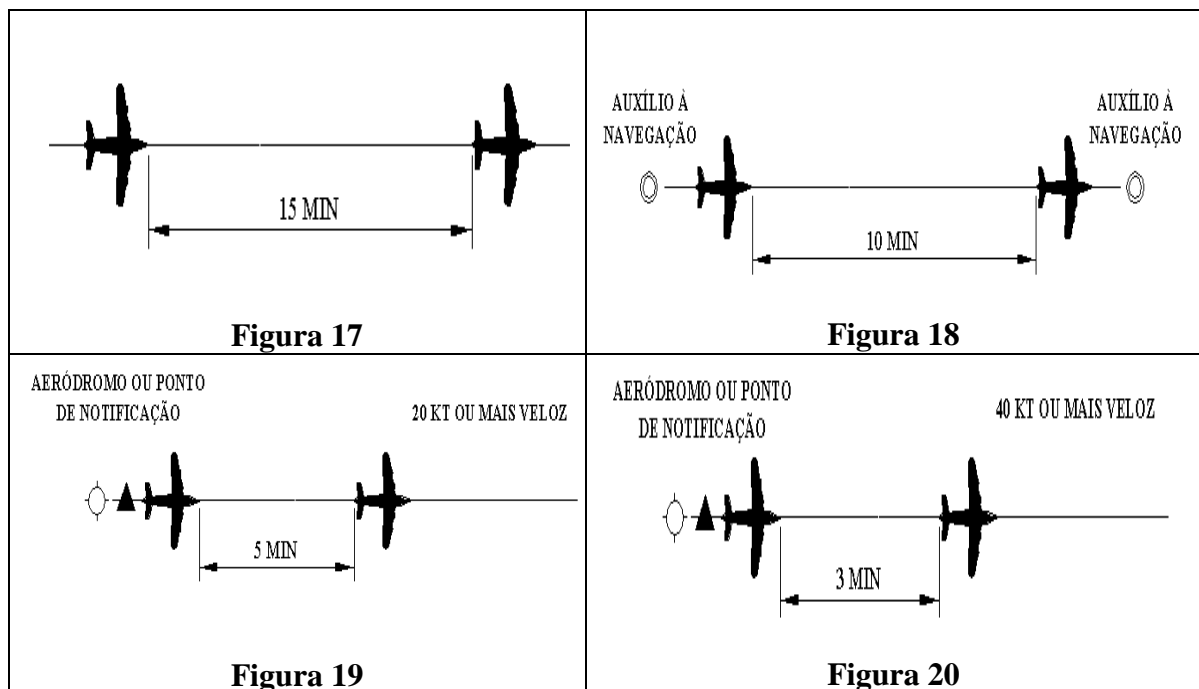 15 MIN
Figura 17
AUXÍLIO À
NAVEGAÇÃO
AUXÍLIO À
NAVEGAÇÃO
10 MIN
Figura 18
AERÓDROMO OU PONTO
DE NOTIFICAÇÃO
20 KT OU MAIS VELOZ
5 MIN
Figura 19
AERÓDROMO OU PONTO
DE NOTIFICAÇÃO
40 KT OU MAIS VELOZ
3 MIN
Figura 20